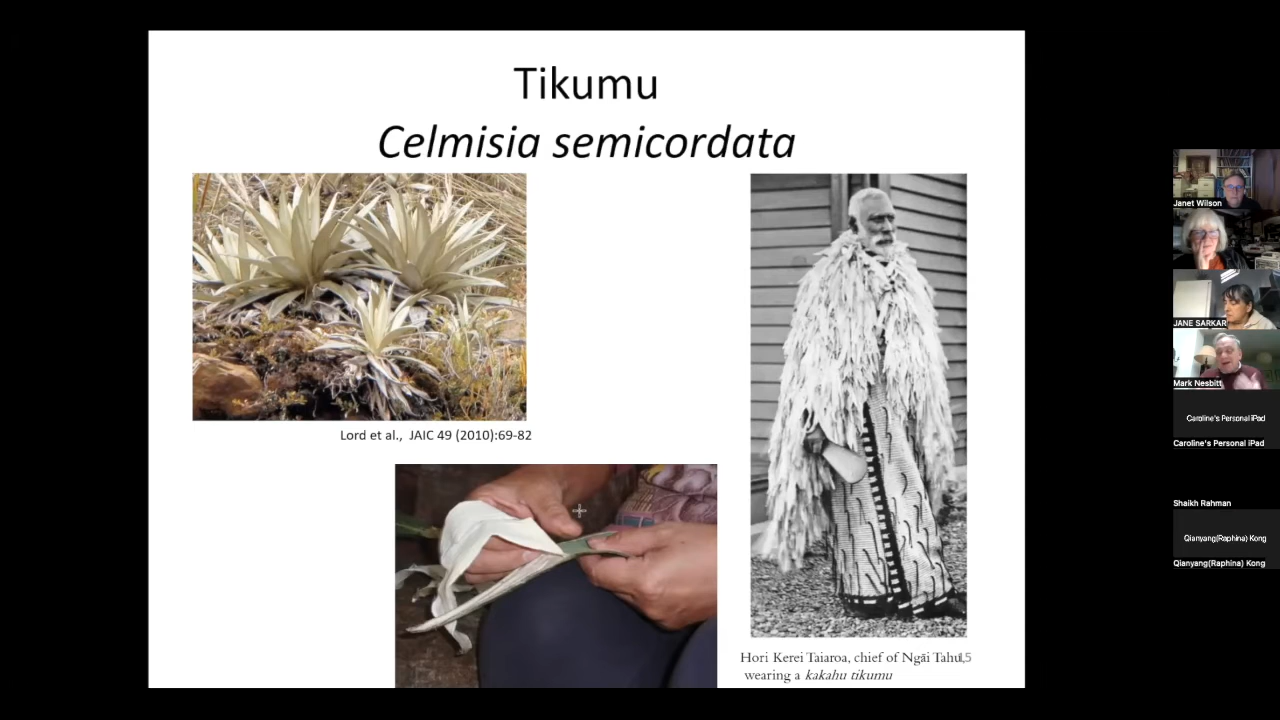 Tikumu
Celmisia semicordata
Lord et al., JAIC 49 (2010):69-82
Hori Kerei Taiaroa, chief of Ngāi Tahu,
15
wearing a kakahu tikumu
Janet Wilson
JANE SARKAR
Mark Nesbitt
Caroline's Personal iPad
Caroline's Personal iPad
Shaikh Rahman
Qianyang(Raphina) Kong
Qianyang(Raphina) Kong